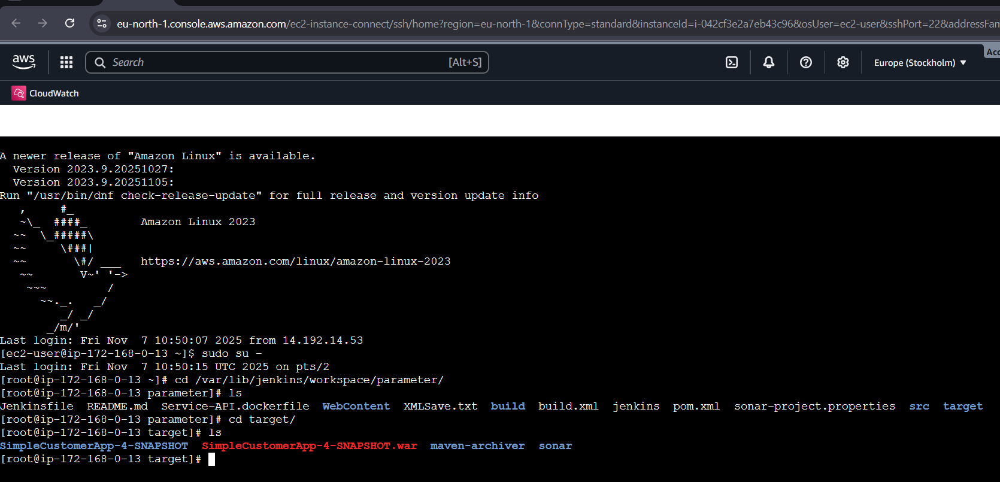 eu-north-1.console.aws.amazon.com/ec2-instance-connect/ssh/home?region=eu-north-1&connType=standard&instanceId=i-042cf3e2a7eb43c96&osUser=ec2-user&sshPort=22&addressFam
aws
Search [Alt+S]
Europe (Stockholm)
Acc
CloudWatch
A newer release of "Amazon Linux" is available.
  Version 2023.9.20251027:
  Version 2023.9.20251105:
Run "/usr/bin/dnf check-release-update" for full release and version update info
   ,     #_
   ~\_  ####_        Amazon Linux 2023
  ~~  \_#####\
  ~~     \###|
  ~~       \#/ ___   https://aws.amazon.com/linux/amazon-linux-2023
   ~~       V~' '->
    ~~~         /
      ~~._.   _/
         _/ _/
       _/m/'
Last login: Fri Nov  7 10:50:07 2025 from 14.192.14.53
[ec2-user@ip-172-168-0-13 ~]$ sudo su -
Last login: Fri Nov  7 10:50:15 UTC 2025 on pts/2
[root@ip-172-168-0-13 ~]# cd /var/lib/jenkins/workspace/parameter/
[root@ip-172-168-0-13 parameter]# ls
Jenkinsfile  README.md  Service-API.dockerfile  WebContent  XMLSave.txt  build  build.xml  jenkins  pom.xml  sonar-project.properties  src  target
[root@ip-172-168-0-13 parameter]# cd target/
[root@ip-172-168-0-13 target]# ls
SimpleCustomerApp-4-SNAPSHOT  SimpleCustomerApp-4-SNAPSHOT.war  maven-archiver  sonar
[root@ip-172-168-0-13 target]#